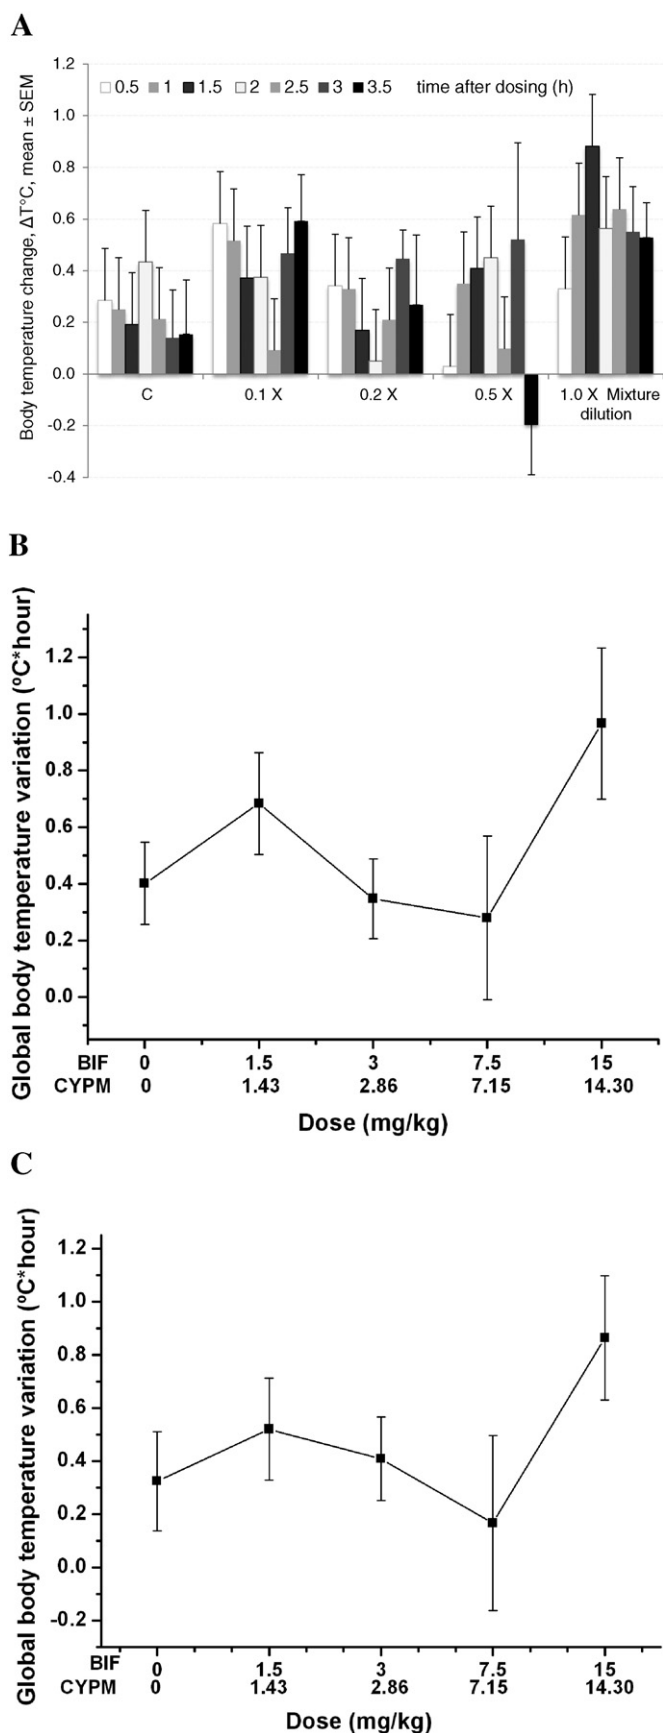 A
Body temperature change, ΔT°C, mean ± SEM
1.2
1.0
0.8
0.6
0.4
0.2
0.0
-0.2
-0.4
0.5 1 1.5 2 2.5 3 3.5 time after dosing (h)
C 0.1 X 0.2 X 0.5 X 1.0 X Mixture
dilution
B
Global body temperature variation (ºC*hour)
1.2
1.0
0.8
0.6
0.4
0.2
0.0
BIF 0 1.5 3 7.5 15
CYPM 0 1.43 2.86 7.15 14.30
Dose (mg/kg)
C
Global body temperature variation (ºC*hour)
1.2
1.0
0.8
0.6
0.4
0.2
0.0
-0.2
BIF 0 1.5 3 7.5 15
CYPM 0 1.43 2.86 7.15 14.30
Dose (mg/kg)